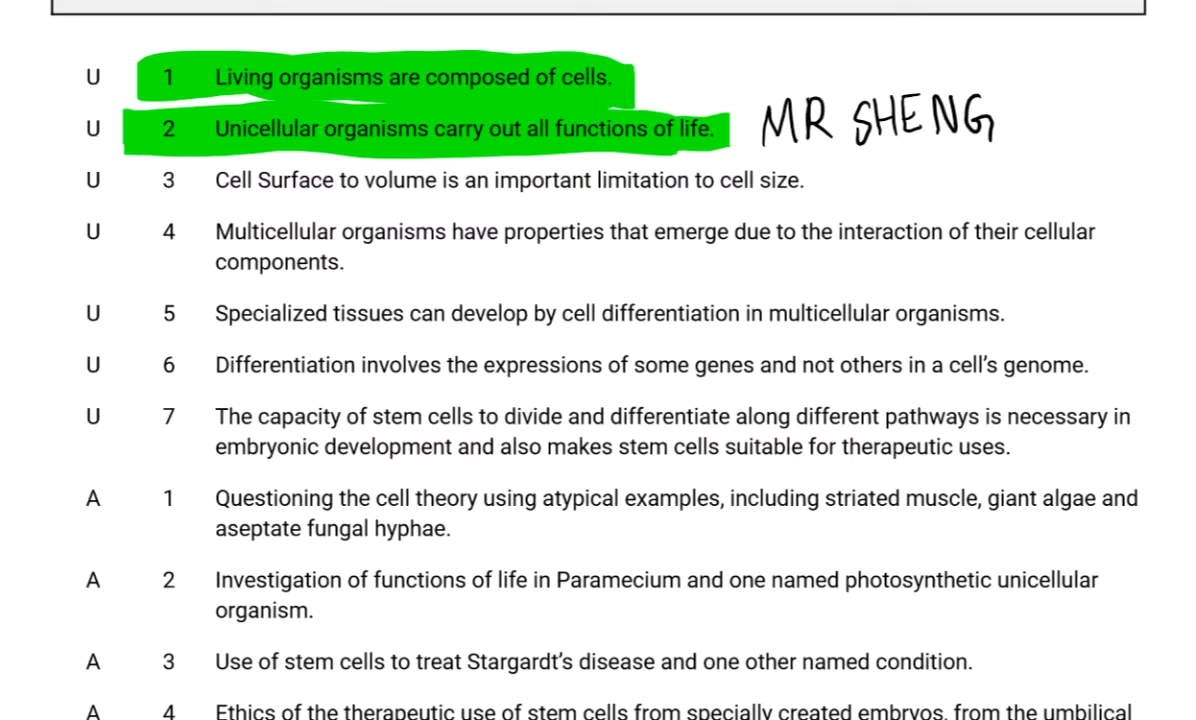 U 1 Living organisms are composed of cells.
U 2 Unicellular organisms carry out all functions of life. MR SHENG
U 3 Cell Surface to volume is an important limitation to cell size.
U 4 Multicellular organisms have properties that emerge due to the interaction of their cellular
components.
U 5 Specialized tissues can develop by cell differentiation in multicellular organisms.
U 6 Differentiation involves the expressions of some genes and not others in a cell's genome.
U 7 The capacity of stem cells to divide and differentiate along different pathways is necessary in
embryonic development and also makes stem cells suitable for therapeutic uses.
A 1 Questioning the cell theory using atypical examples, including striated muscle, giant algae and
aseptate fungal hyphae.
A 2 Investigation of functions of life in Paramecium and one named photosynthetic unicellular
organism.
A 3 Use of stem cells to treat Stargardt's disease and one other named condition.
A 4 Ethics of the therapeutic use of stem cells from specially created embryos, from the umbilical